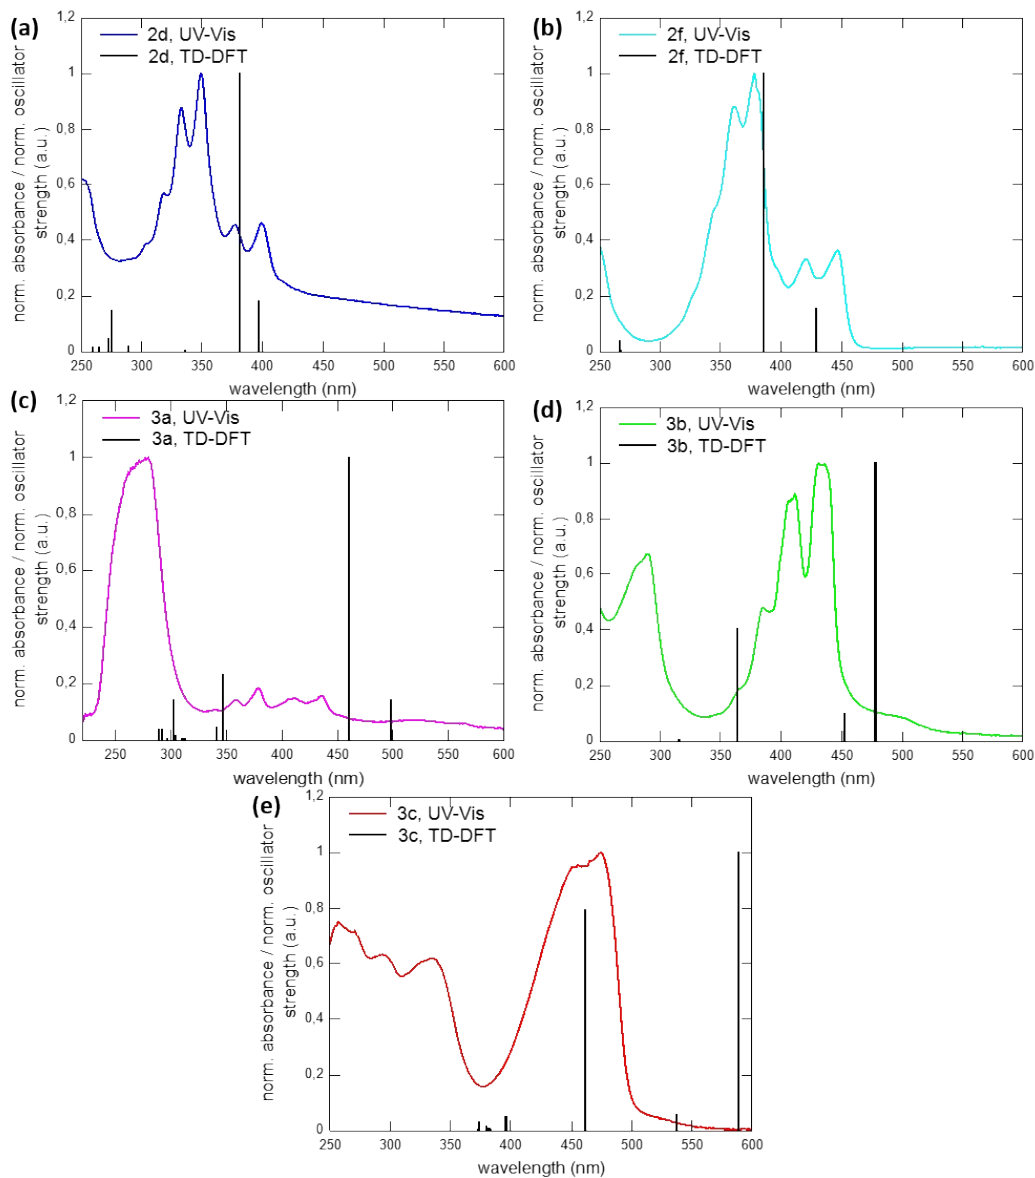 (a)
2d, UV-Vis
2d, TD-DFT
norm. absorbance / norm. oscillator
strength (a.u.)
1,2
1
0,8
0,6
0,4
0,2
0
250 300 350 400 450 500 550 600
wavelength (nm)
(b)
2f, UV-Vis
2f, TD-DFT
norm. absorbance / norm. oscillator
strength (a.u.)
1,2
1
0,8
0,6
0,4
0,2
0
250 300 350 400 450 500 550 600
wavelength (nm)
(c)
3a, UV-Vis
3a, TD-DFT
norm. absorbance / norm. oscillator
strength (a.u.)
1,2
1
0,8
0,6
0,4
0,2
0
250 300 350 400 450 500 550 600
wavelength (nm)
(d)
3b, UV-Vis
3b, TD-DFT
norm. absorbance / norm. oscillator
strength (a.u.)
1,2
1
0,8
0,6
0,4
0,2
0
250 300 350 400 450 500 550 600
wavelength (nm)
(e)
3c, UV-Vis
3c, TD-DFT
norm. absorbance / norm. oscillator
strength (a.u.)
1,2
1
0,8
0,6
0,4
0,2
0
250 300 350 400 450 500 550 600
wavelength (nm)